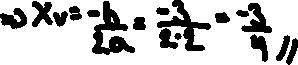 => Xv = -b/2a = -3/2·2 = -3/4 //